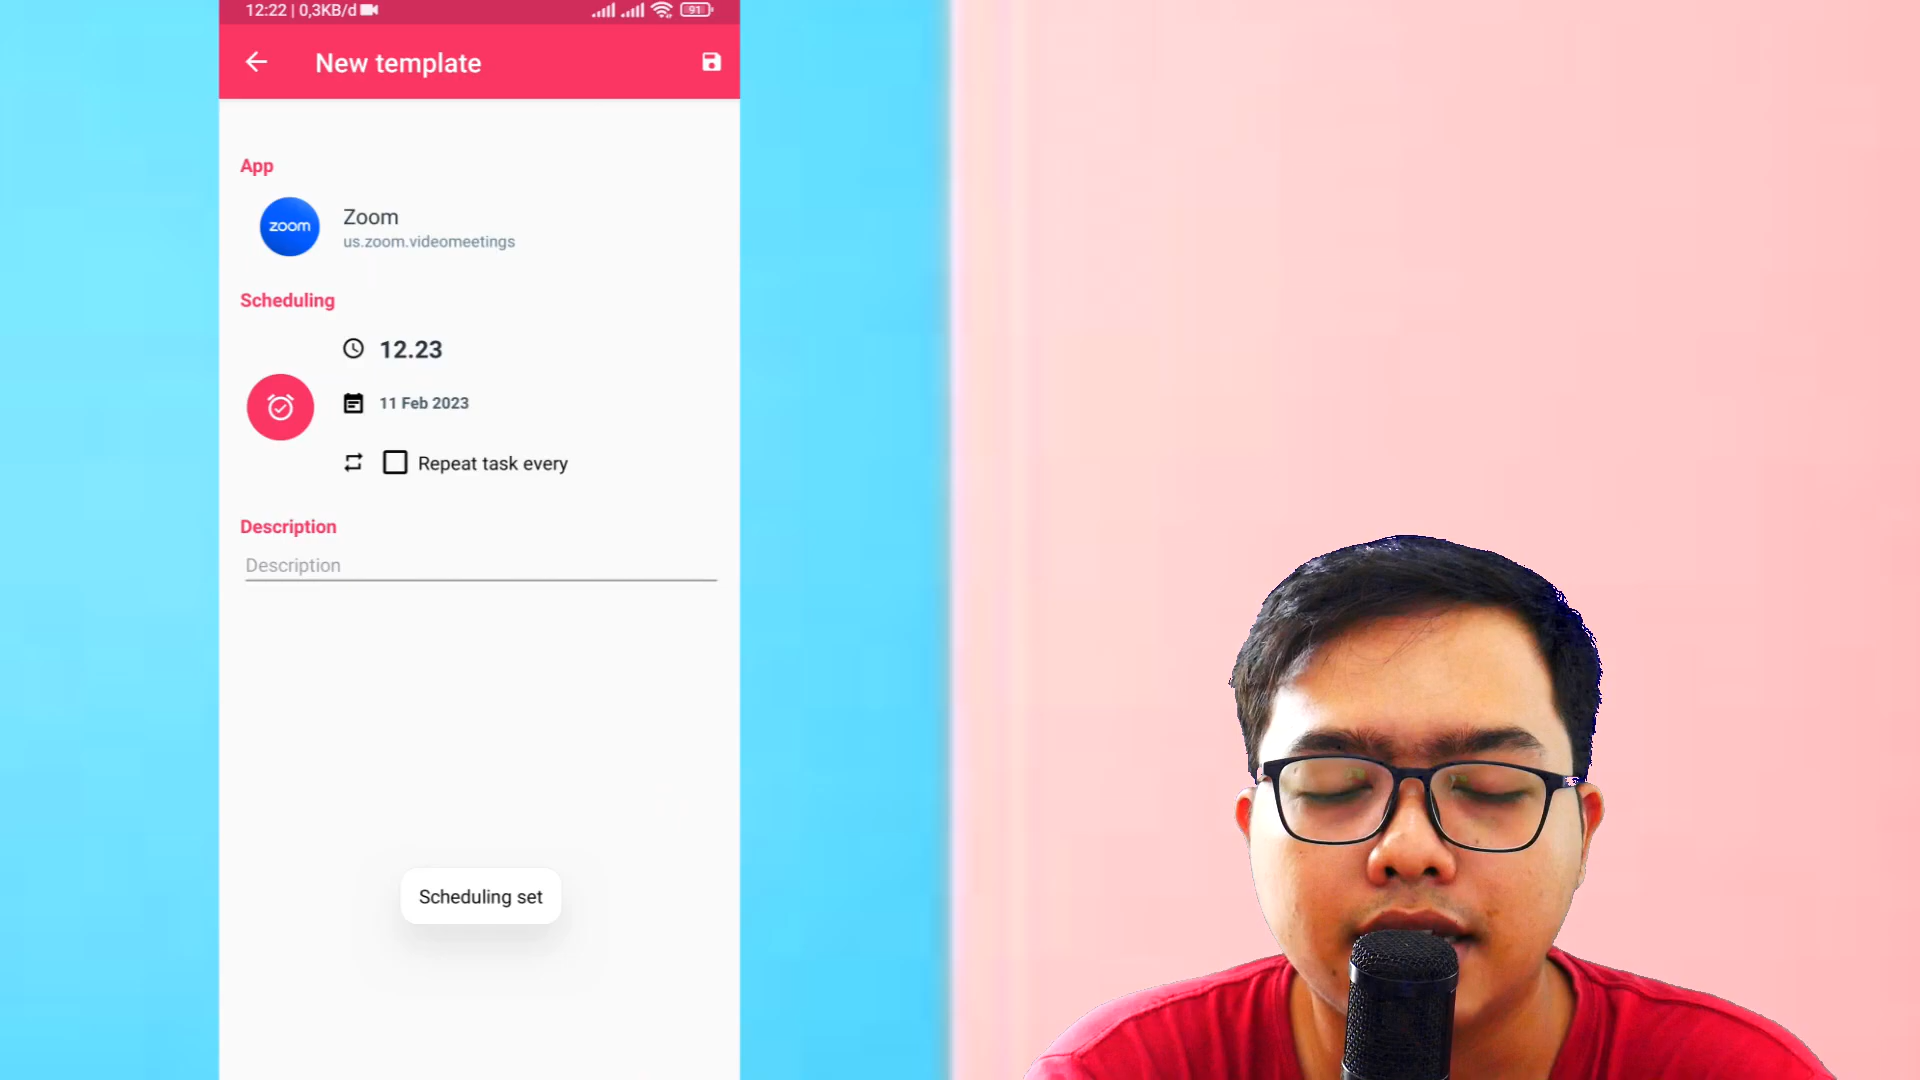 12:22 | 0,3KB/d
91
New template
App
zoom
Zoom
us.zoom.videomeetings
Scheduling
12.23
11 Feb 2023
Repeat task every
Description
Description
Scheduling set